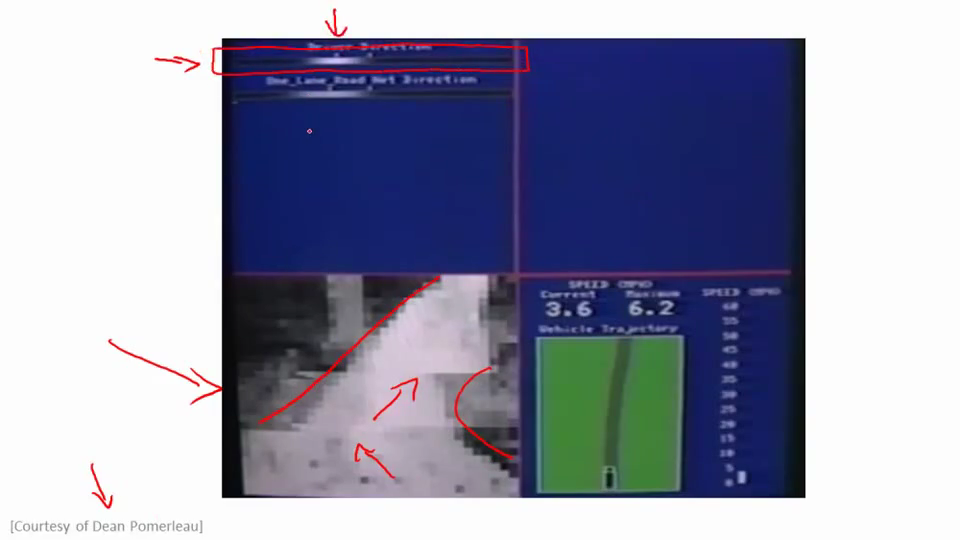 Driver Direction
One_Lane_Road Net Direction
SPEED (MPH)
Current Maximum
3.6 6.2
Vehicle Trajectory
SPEED (MPH)
60
55
50
45
40
35
30
25
20
15
10
5
0
[Courtesy of Dean Pomerleau]